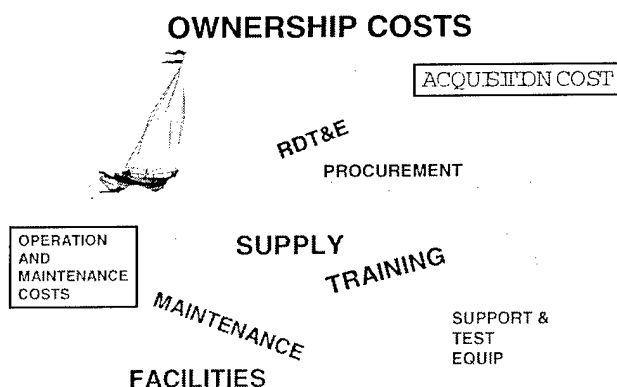 OWNERSHIP COSTS
ACQUISITION COST
RDT&E
PROCUREMENT
OPERATION
AND
MAINTENANCE
COSTS
SUPPLY
TRAINING
MAINTENANCE
SUPPORT &
TEST
EQUIP
FACILITIES